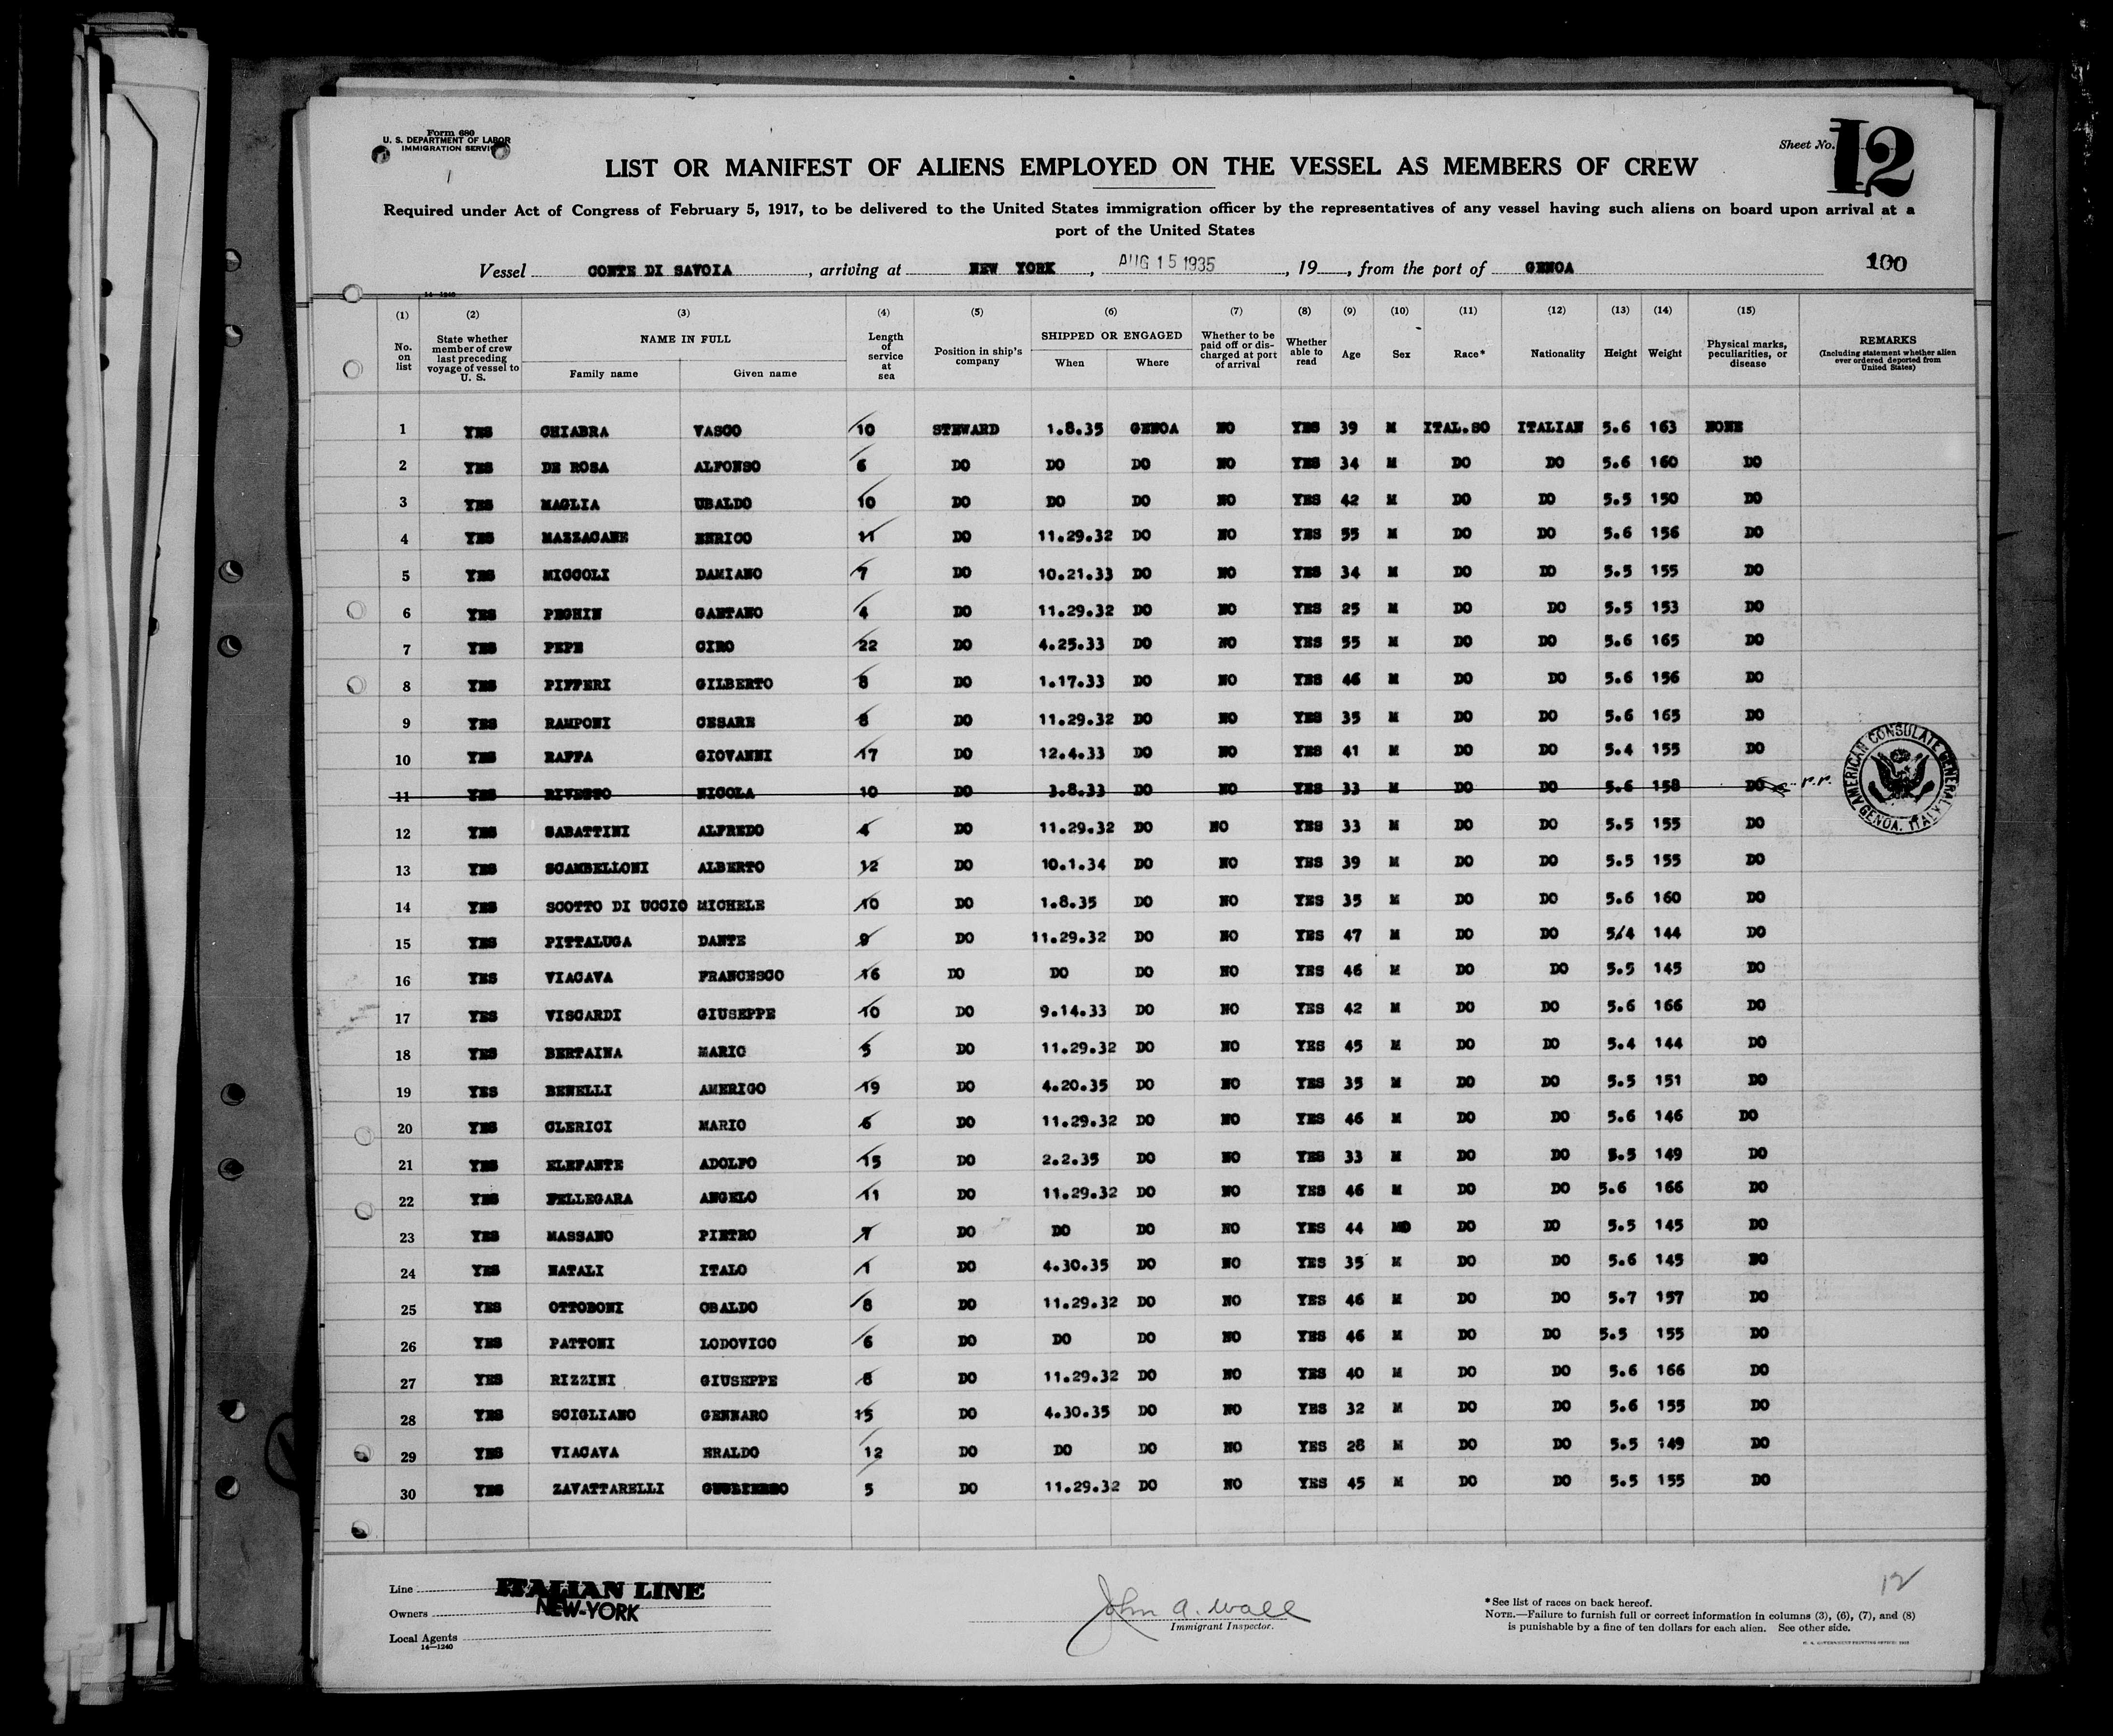 Form 680
U. S. DEPARTMENT OF LABOR
IMMIGRATION SERVICE
Sheet No. 12
LIST OR MANIFEST OF ALIENS EMPLOYED ON THE VESSEL AS MEMBERS OF CREW
Required under Act of Congress of February 5, 1917, to be delivered to the United States immigration officer by the representatives of any vessel having such aliens on board upon arrival at a
port of the United States
Vessel CONTE DI SAVOIA, arriving at NEW YORK, AUG 15 1935, 19, from the port of GENOA 100
14—1240
(1) No. on list (2) State whether member of crew last preceding voyage of vessel to U. S. (3) NAME IN FULL Family name Given name (4) Length of service at sea (5) Position in ship's company (6) SHIPPED OR ENGAGED When Where (7) Whether to be paid off or discharged at port of arrival (8) Whether able to read (9) Age (10) Sex (11) Race* (12) Nationality (13) Height (14) Weight (15) Physical marks, peculiarities, or disease REMARKS (Including statement whether alien ever ordered deported from United States)
1 YES CHIABRA VASCO 10 STEWARD 1.8.35 GENOA NO YES 39 M ITAL.SO ITALIAN 5.6 163 NONE
2 YES DE ROSA ALFONSO 6 DO DO DO NO YES 34 M DO DO 5.6 160 DO
3 YES MAGLIA UBALDO 10 DO DO DO NO YES 42 M DO DO 5.5 150 DO
4 YES MAZZACANE ENRICO 11 DO 11.29.32 DO NO YES 55 M DO DO 5.6 156 DO
5 YES MICCOLI DAMIANO 7 DO 10.21.33 DO NO YES 34 M DO DO 5.5 155 DO
6 YES PEGHIN GAETANO 4 DO 11.29.32 DO NO YES 25 M DO DO 5.5 153 DO
7 YES PEPE CIRO 22 DO 4.25.33 DO NO YES 55 M DO DO 5.6 165 DO
8 YES PIFFERI GILBERTO 8 DO 1.17.33 DO NO YES 46 M DO DO 5.6 156 DO
9 YES RAMPONI CESARE 8 DO 11.29.32 DO NO YES 35 M DO DO 5.6 165 DO
10 YES RAFFA GIOVANNI 17 DO 12.4.33 DO NO YES 41 M DO DO 5.4 155 DO
11 YES RIVETTO NICOLA 10 DO 3.8.33 DO NO YES 33 M DO DO 5.6 158 DO r.r.
AMERICAN CONSULATE GENERAL GENOA, ITALY
12 YES SABATTINI ALFREDO 4 DO 11.29.32 DO NO YES 33 M DO DO 5.5 155 DO
13 YES SCAMBELLONI ALBERTO 12 DO 10.1.34 DO NO YES 39 M DO DO 5.5 155 DO
14 YES SCOTTO DI UCCIO MICHELE 10 DO 1.8.35 DO NO YES 35 M DO DO 5.6 160 DO
15 YES PITTALUGA DANTE 9 DO 11.29.32 DO NO YES 47 M DO DO 5/4 144 DO
16 YES VIACAVA FRANCESCO 16 DO DO DO NO YES 46 M DO DO 5.5 145 DO
17 YES VISCARDI GIUSEPPE 10 DO 9.14.33 DO NO YES 42 M DO DO 5.6 166 DO
18 YES BERTAINA MARIO 5 DO 11.29.32 DO NO YES 45 M DO DO 5.4 144 DO
19 YES BENELLI AMERIGO 19 DO 4.20.35 DO NO YES 35 M DO DO 5.5 151 DO
20 YES CLERICI MARIO 6 DO 11.29.32 DO NO YES 46 M DO DO 5.6 146 DO
21 YES ELEFANTE ADOLFO 15 DO 2.2.35 DO NO YES 33 M DO DO 5.5 149 DO
22 YES FELLEGARA ANGELO 11 DO 11.29.32 DO NO YES 46 M DO DO 5.6 166 DO
23 YES MASSANO PIETRO 7 DO DO DO NO YES 44 M DO DO 5.5 145 DO
24 YES NATALI ITALO 1 DO 4.30.35 DO NO YES 35 M DO DO 5.6 145 DO
25 YES OTTOBONI OBALDO 8 DO 11.29.32 DO NO YES 46 M DO DO 5.7 157 DO
26 YES PATTONI LODOVICO 6 DO DO DO NO YES 46 M DO DO 5.5 155 DO
27 YES RIZZINI GIUSEPPE 8 DO 11.29.32 DO NO YES 40 M DO DO 5.6 166 DO
28 YES SCIGLIANO GENNARO 15 DO 4.30.35 DO NO YES 32 M DO DO 5.6 155 DO
29 YES VIACAVA ERALDO 12 DO DO DO NO YES 28 M DO DO 5.5 149 DO
30 YES ZAVATTARELLI 5 DO 11.29.32 DO NO YES 45 M DO DO 5.5 155 DO
Line ITALIAN LINE
Owners NEW-YORK
Local Agents
14—1240
John A. Wall
Immigrant Inspector.
12
*See list of races on back hereof.
NOTE.—Failure to furnish full or correct information in columns (3), (6), (7), and (8)
is punishable by a fine of ten dollars for each alien. See other side.